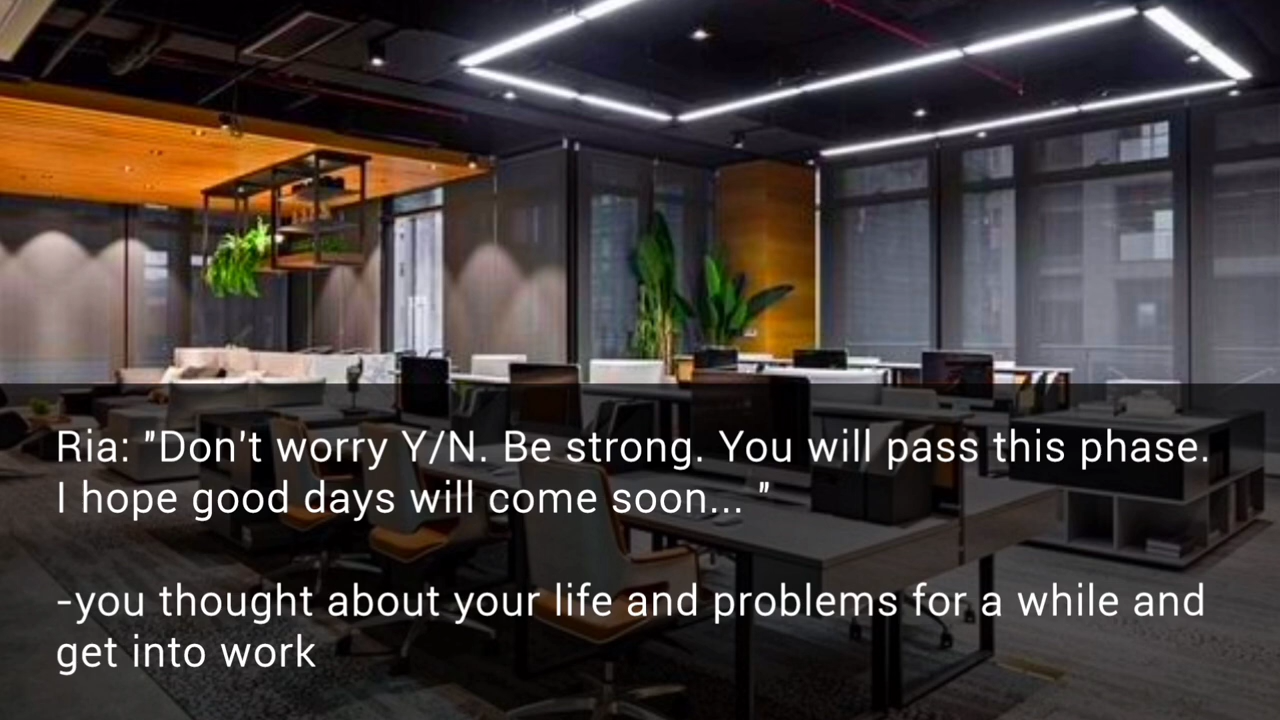 Ria: "Don't worry Y/N. Be strong. You will pass this phase.
I hope good days will come soon... "
-you thought about your life and problems for a while and
get into work